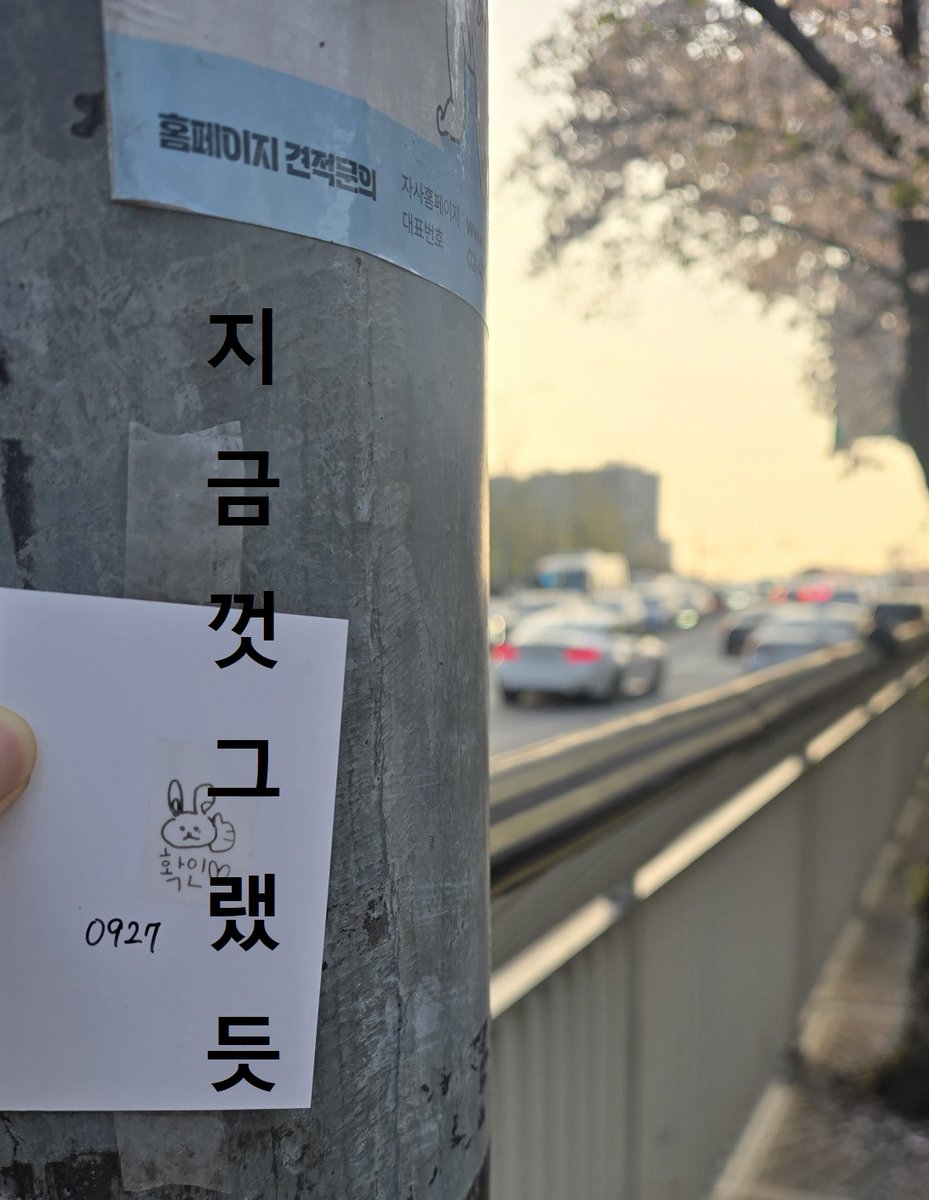 홈페이지 견적문의
자사홈페이지
대표번호
지
금
껏
그
랬
듯
확인♡
0927